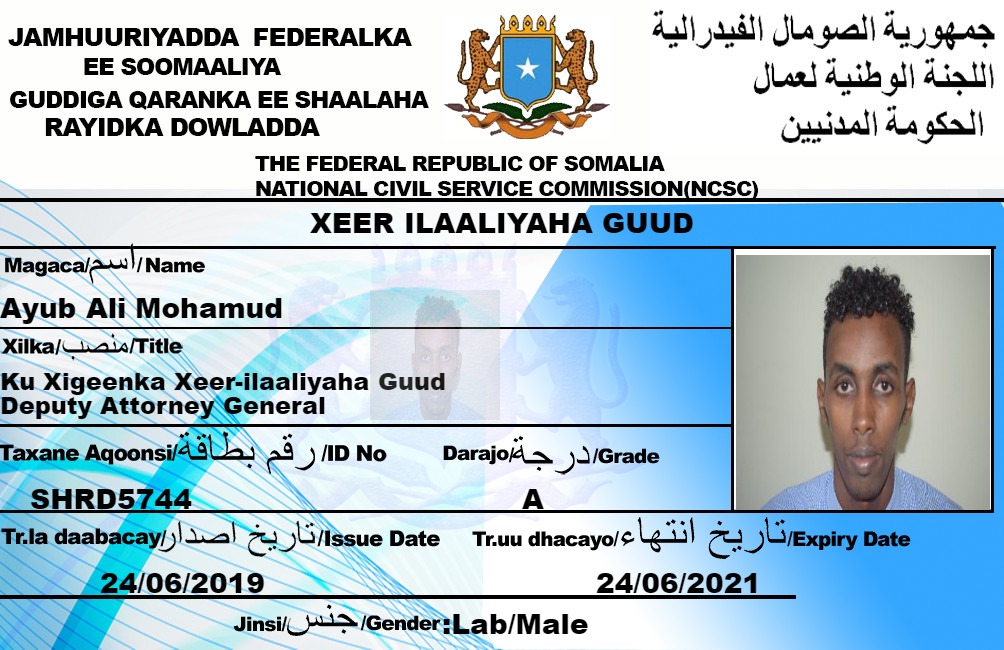 JAMHUURIYADDA FEDERALKA
EE SOOMAALIYA
GUDDIGA QARANKA EE SHAALAHA
RAYIDKA DOWLADDA
جمهورية الصومال الفيدرالية
اللجنة الوطنية لعمال
الحكومة المدنيين
THE FEDERAL REPUBLIC OF SOMALIA
NATIONAL CIVIL SERVICE COMMISSION(NCSC)
XEER ILAALIYAHA GUUD
Magaca/اسم/Name
Ayub Ali Mohamud
Xilka/منصب/Title
Ku Xigeenka Xeer-ilaaliyaha Guud
Deputy Attorney General
Taxane Aqoonsi/رقم بطاقة/ID No
Darajo/درجة/Grade
SHRD5744
A
Tr.la daabacay/تاريخ اصدار/Issue Date
Tr.uu dhacayo/تاريخ انتهاء/Expiry Date
24/06/2019
24/06/2021
Jinsi/جنس/Gender:Lab/Male